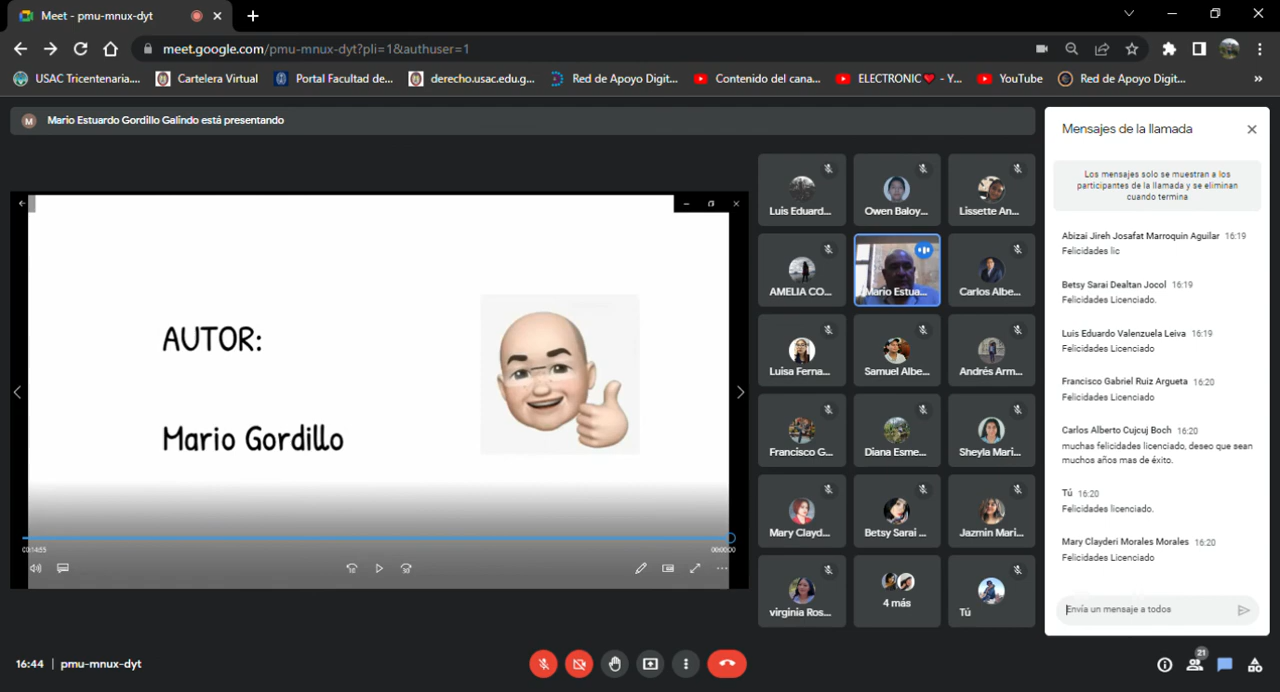 Meet - pmu-mnux-dyt
meet.google.com/pmu-mnux-dyt?pli=1&authuser=1
USAC Tricentenaria....
Cartelera Virtual
Portal Facultad de...
derecho.usac.edu.g...
Red de Apoyo Digit...
Contenido del cana...
ELECTRONIC❤ - Y...
YouTube
Red de Apoyo Digit...
M
Mario Estuardo Gordillo Galindo está presentando
AUTOR:
Mario Gordillo
00:14:55
00:00:00
10
30
Luis Eduard...
Owen Baloy...
Lissette An...
AMELIA CO...
Mario Estua...
Carlos Albe...
Luisa Ferna...
Samuel Albe...
Andrés Arm...
Francisco G...
Diana Esme...
Sheyla Mari...
Mary Clayd...
Betsy Sarai ...
Jazmin Mari...
virginia Ros...
4 más
Tú
Mensajes de la llamada
Los mensajes solo se muestran a los
participantes de la llamada y se eliminan
cuando termina
Abizai Jireh Josafat Marroquin Aguilar 16:19
Felicidades lic
Betsy Sarai Dealtan Jocol 16:19
Felicidades Licenciado.
Luis Eduardo Valenzuela Leiva 16:19
Felicidades Licenciado
Francisco Gabriel Ruiz Argueta 16:20
Felicidades Licenciado
Carlos Alberto Cujcuj Boch 16:20
muchas felicidades licenciado, deseo que sean
muchos años mas de éxito.
Tú 16:20
Felicidades licenciado.
Mary Clayderi Morales Morales 16:20
Felicidades Licenciado
Envía un mensaje a todos
16:44 | pmu-mnux-dyt
21